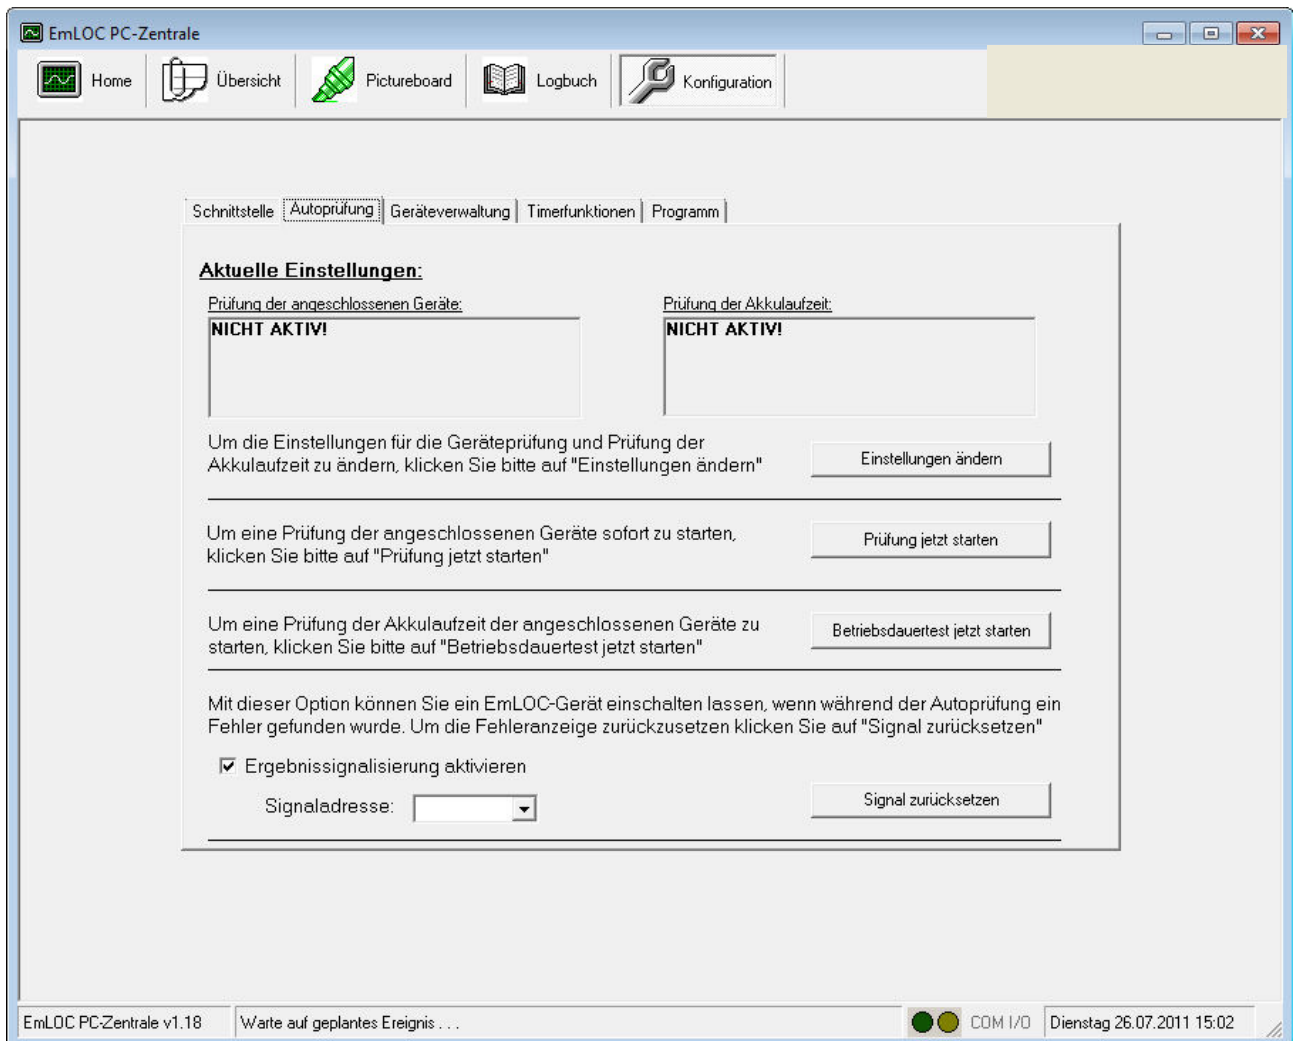 EmLOC PC-Zentrale
Home
Übersicht
Pictureboard
Logbuch
Konfiguration
Schnittstelle
Autoprüfung
Geräteverwaltung
Timerfunktionen
Programm
Aktuelle Einstellungen:
Prüfung der angeschlossenen Geräte:
Prüfung der Akkulaufzeit:
NICHT AKTIV!
NICHT AKTIV!
Um die Einstellungen für die Geräteprüfung und Prüfung der
Akkulaufzeit zu ändern, klicken Sie bitte auf "Einstellungen ändern"
Einstellungen ändern
Um eine Prüfung der angeschlossenen Geräte sofort zu starten,
klicken Sie bitte auf "Prüfung jetzt starten"
Prüfung jetzt starten
Um eine Prüfung der Akkulaufzeit der angeschlossenen Geräte zu
starten, klicken Sie bitte auf "Betriebsdauertest jetzt starten"
Betriebsdauertest jetzt starten
Mit dieser Option können Sie ein EmLOC-Gerät einschalten lassen, wenn während der Autoprüfung ein
Fehler gefunden wurde. Um die Fehleranzeige zurückzusetzen klicken Sie auf "Signal zurücksetzen"
Ergebnissignalisierung aktivieren
Signaladresse:
Signal zurücksetzen
EmLOC PC-Zentrale v1.18
Warte auf geplantes Ereignis . . .
COM I/O
Dienstag 26.07.2011 15:02